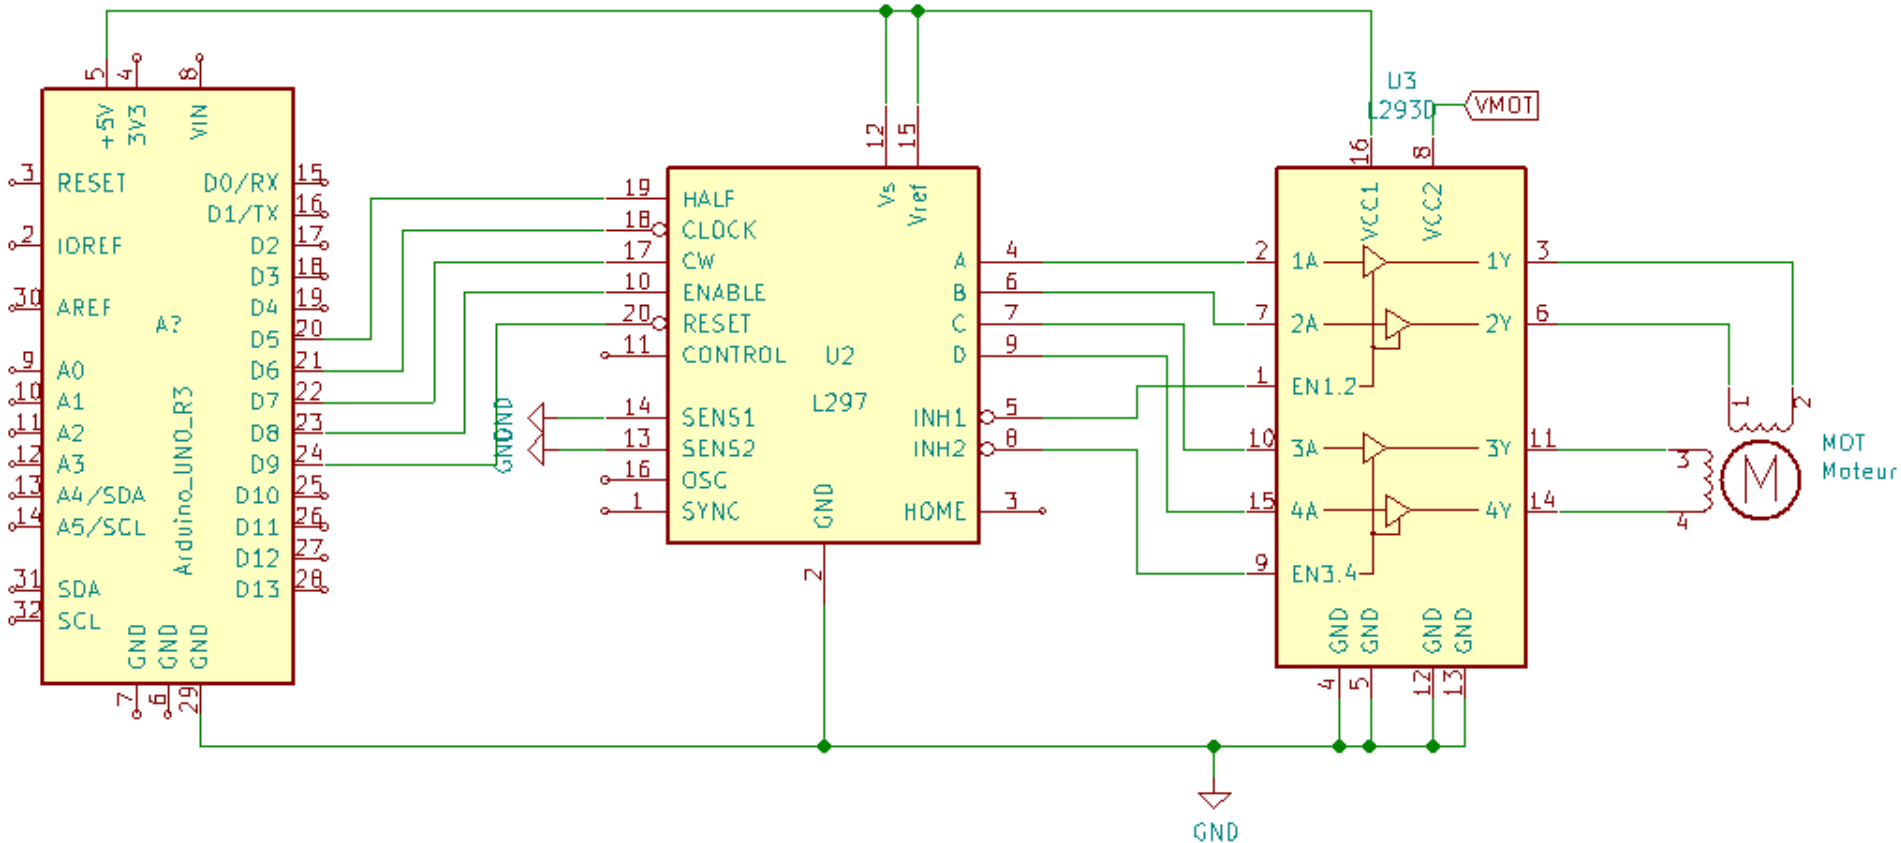 5
+5V
4
3V3
8
VIN
3
RESET
2
IOREF
30
AREF
9
A0
10
A1
11
A2
12
A3
13
A4/SDA
14
A5/SCL
31
SDA
32
SCL
A?
Arduino_UNO_R3
D0/RX
15
D1/TX
16
D2
17
D3
18
D4
19
D5
20
D6
21
D7
22
D8
23
D9
24
D10
25
D11
26
D12
27
D13
28
GND
7
GND
6
GND
29
12
Vs
15
Vref
19
HALF
18
CLOCK
17
CW
10
ENABLE
20
RESET
11
CONTROL
GND
14
SENS1
GND
13
SENS2
16
OSC
1
SYNC
U2
L297
A
4
B
6
C
7
D
9
INH1
5
INH2
8
HOME
3
GND
2
U3
L293D
VMOT
16
VCC1
8
VCC2
2
1A
7
2A
1
EN1.2
10
3A
15
4A
9
EN3.4
1Y
3
2Y
6
3Y
11
4Y
14
GND
4
GND
5
GND
12
GND
13
1
2
3
4
M
MOT
Moteur
GND